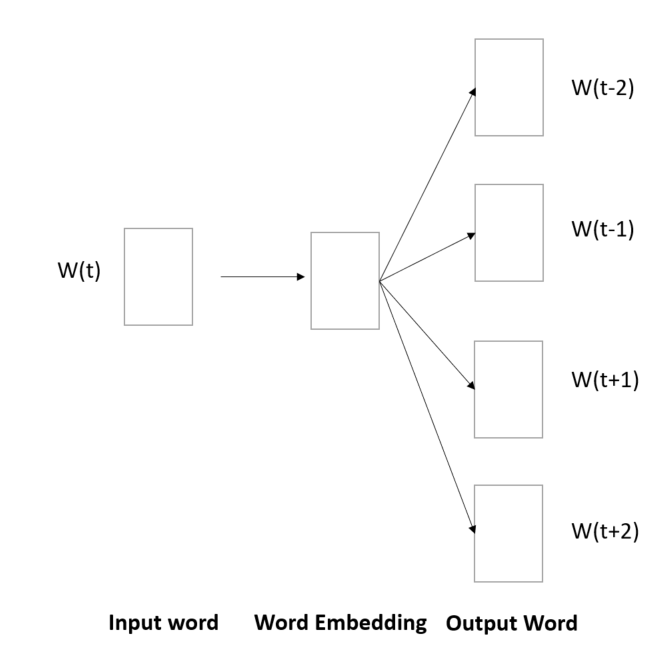 W(t-2)
W(t-1)
W(t)
W(t+1)
W(t+2)
Input word Word Embedding Output Word